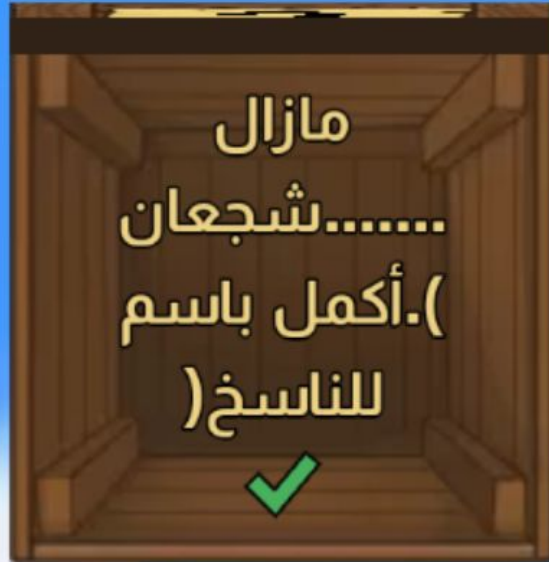 مازال
.......شجعان
(.أكمل باسم
للناسخ)